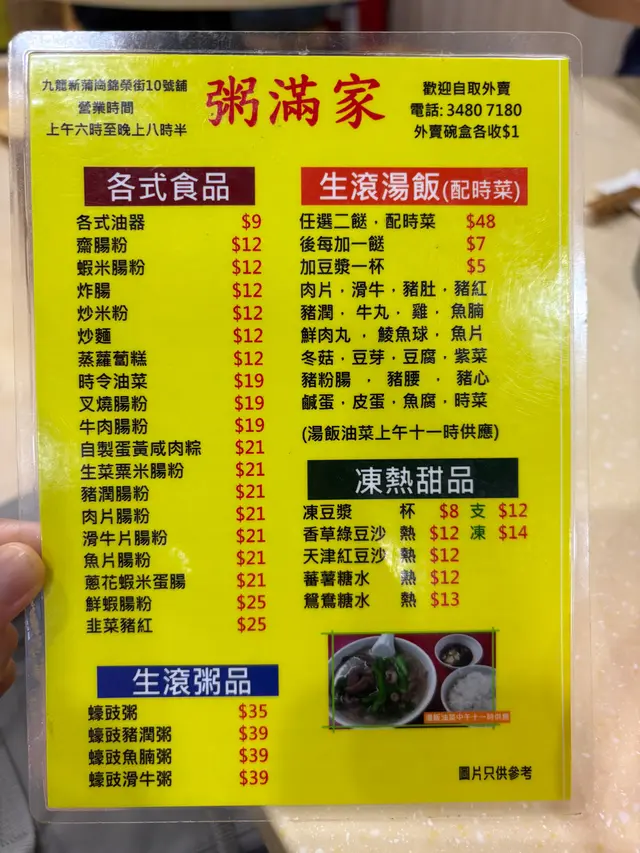 九龍新蒲崗錦榮街10號舖
營業時間
上午六時至晚上八時半
粥滿家
歡迎自取外賣
電話: 3480 7180
外賣碗盒各收$1
各式食品
各式油器 $9
齋腸粉 $12
蝦米腸粉 $12
炸腸 $12
炒米粉 $12
炒麵 $12
蒸蘿蔔糕 $12
時令油菜 $19
叉燒腸粉 $19
牛肉腸粉 $19
自製蛋黃咸肉粽 $21
生菜粟米腸粉 $21
豬潤腸粉 $21
肉片腸粉 $21
滑牛片腸粉 $21
魚片腸粉 $21
蔥花蝦米蛋腸 $21
鮮蝦腸粉 $25
韭菜豬紅 $25
生滾粥品
蠔豉粥 $35
蠔豉豬潤粥 $39
蠔豉魚腩粥 $39
蠔豉滑牛粥 $39
生滾湯飯(配時菜)
任選二餸．配時菜 $48
後每加一餸 $7
加豆漿一杯 $5
肉片．滑牛．豬肚．豬紅
豬潤．牛丸．雞．魚腩
鮮肉丸．鯪魚球．魚片
冬菇．豆芽．豆腐．紫菜
豬粉腸．豬腰．豬心
鹹蛋．皮蛋．魚腐．時菜
(湯飯油菜上午十一時供應)
凍熱甜品
凍豆漿 杯 $8 支 $12
香草綠豆沙 熱 $12 凍 $14
天津紅豆沙 熱 $12
蕃薯糖水 熱 $12
鴛鴦糖水 熱 $13
湯飯油菜中午十一時供應
圖片只供參考